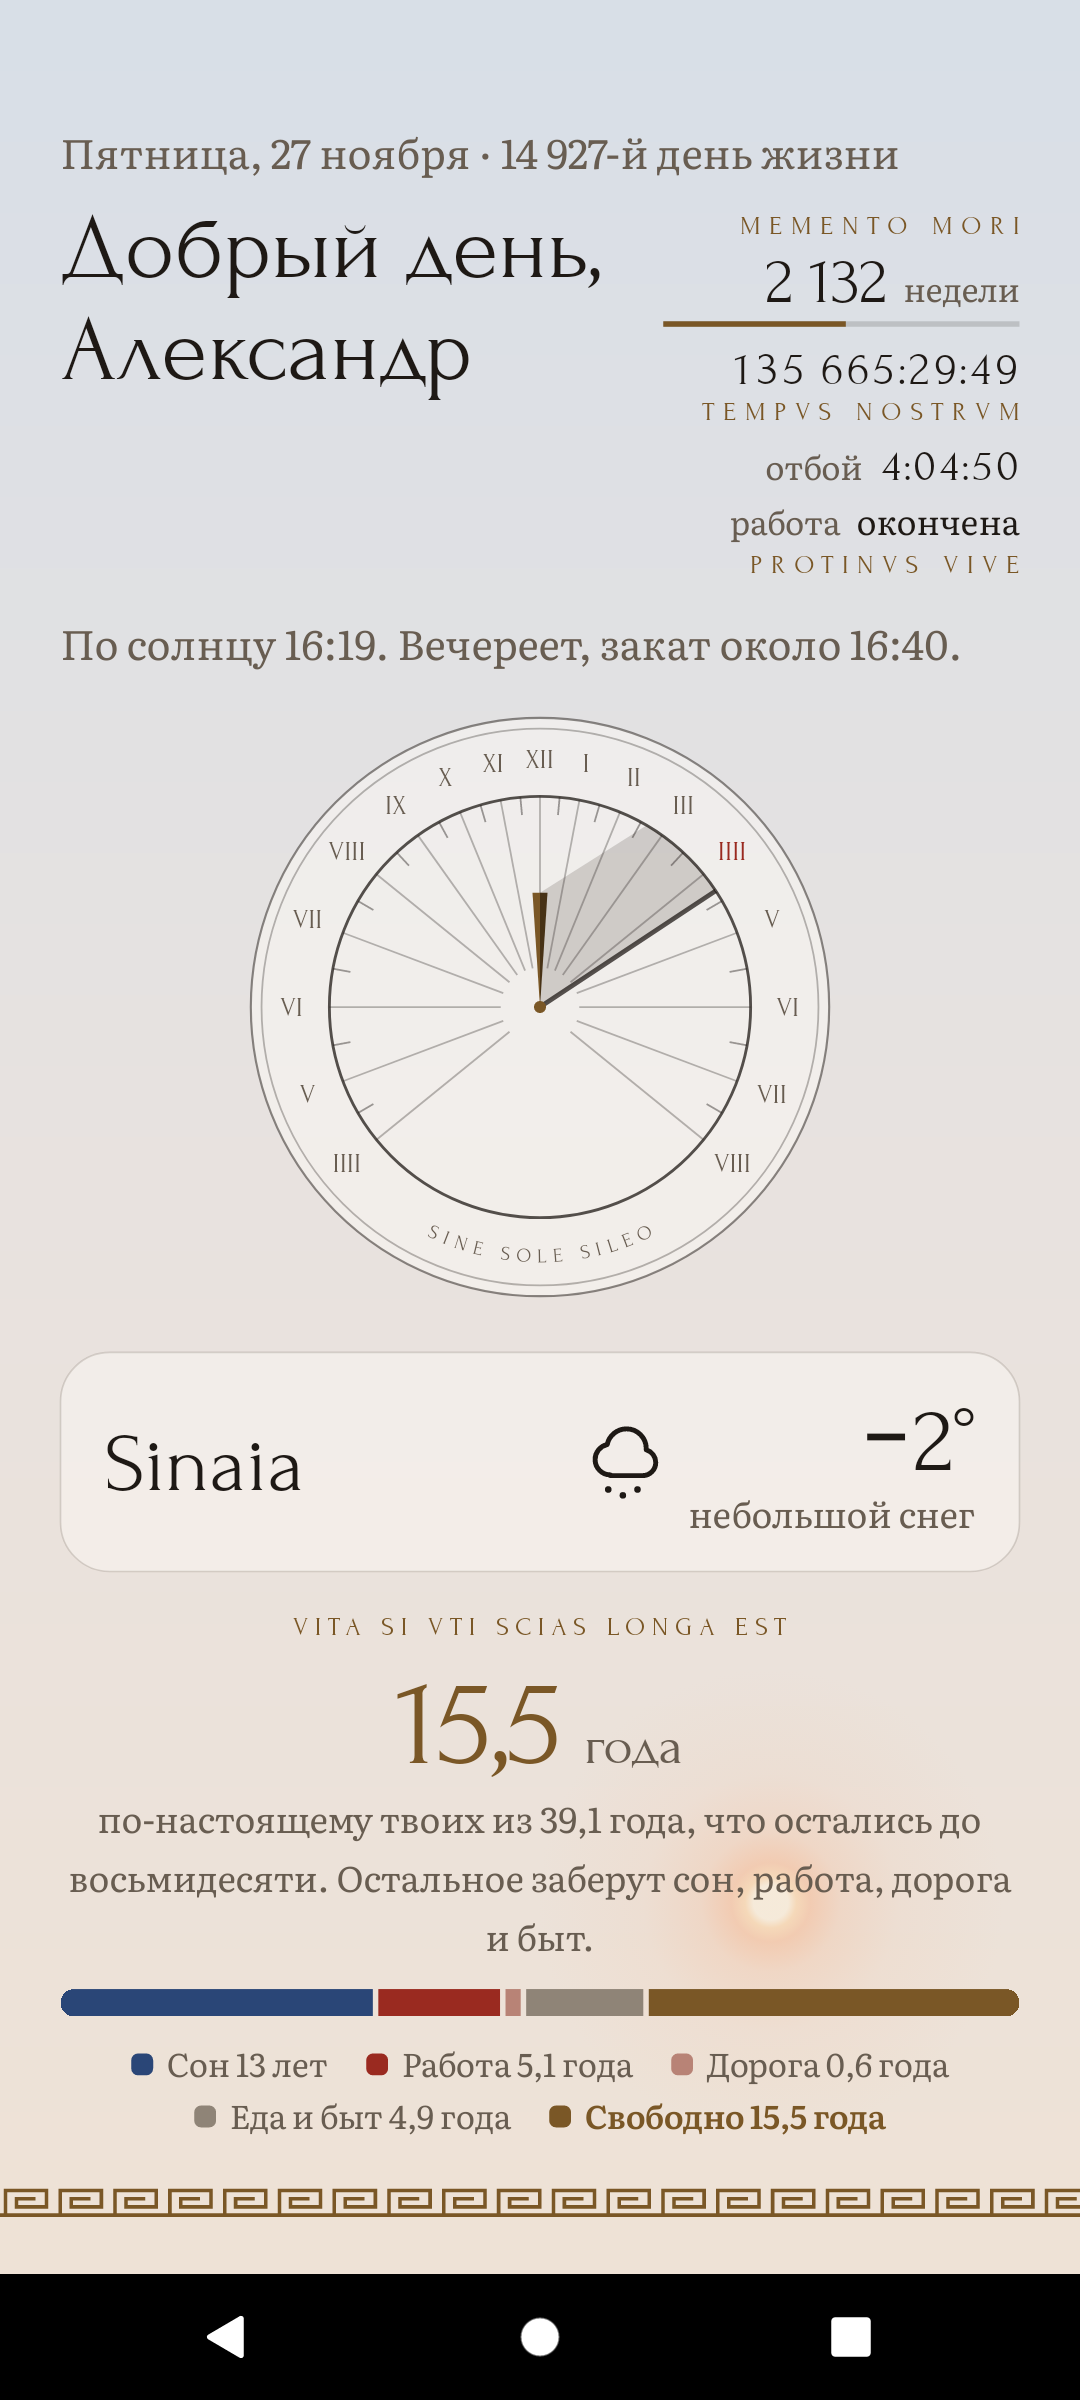 Пятница, 27 ноября · 14 927-й день жизни
Добрый день,
Александр
MEMENTO MORI
2 132 недели
135 665:29:49
TEMPVS NOSTRVM
отбой 4:04:50
работа окончена
PROTINVS VIVE
По солнцу 16:19. Вечереет, закат около 16:40.
IIII
V
VI
VII
VIII
IX
X
XI
XII
I
II
III
IIII
V
VI
VII
VIII
SINE SOLE SILEO
Sinaia
−2°
небольшой снег
VITA SI VTI SCIAS LONGA EST
15,5 года
по-настоящему твоих из 39,1 года, что остались до
восьмидесяти. Остальное заберут сон, работа, дорога
и быт.
Сон 13 лет Работа 5,1 года Дорога 0,6 года
Еда и быт 4,9 года Свободно 15,5 года